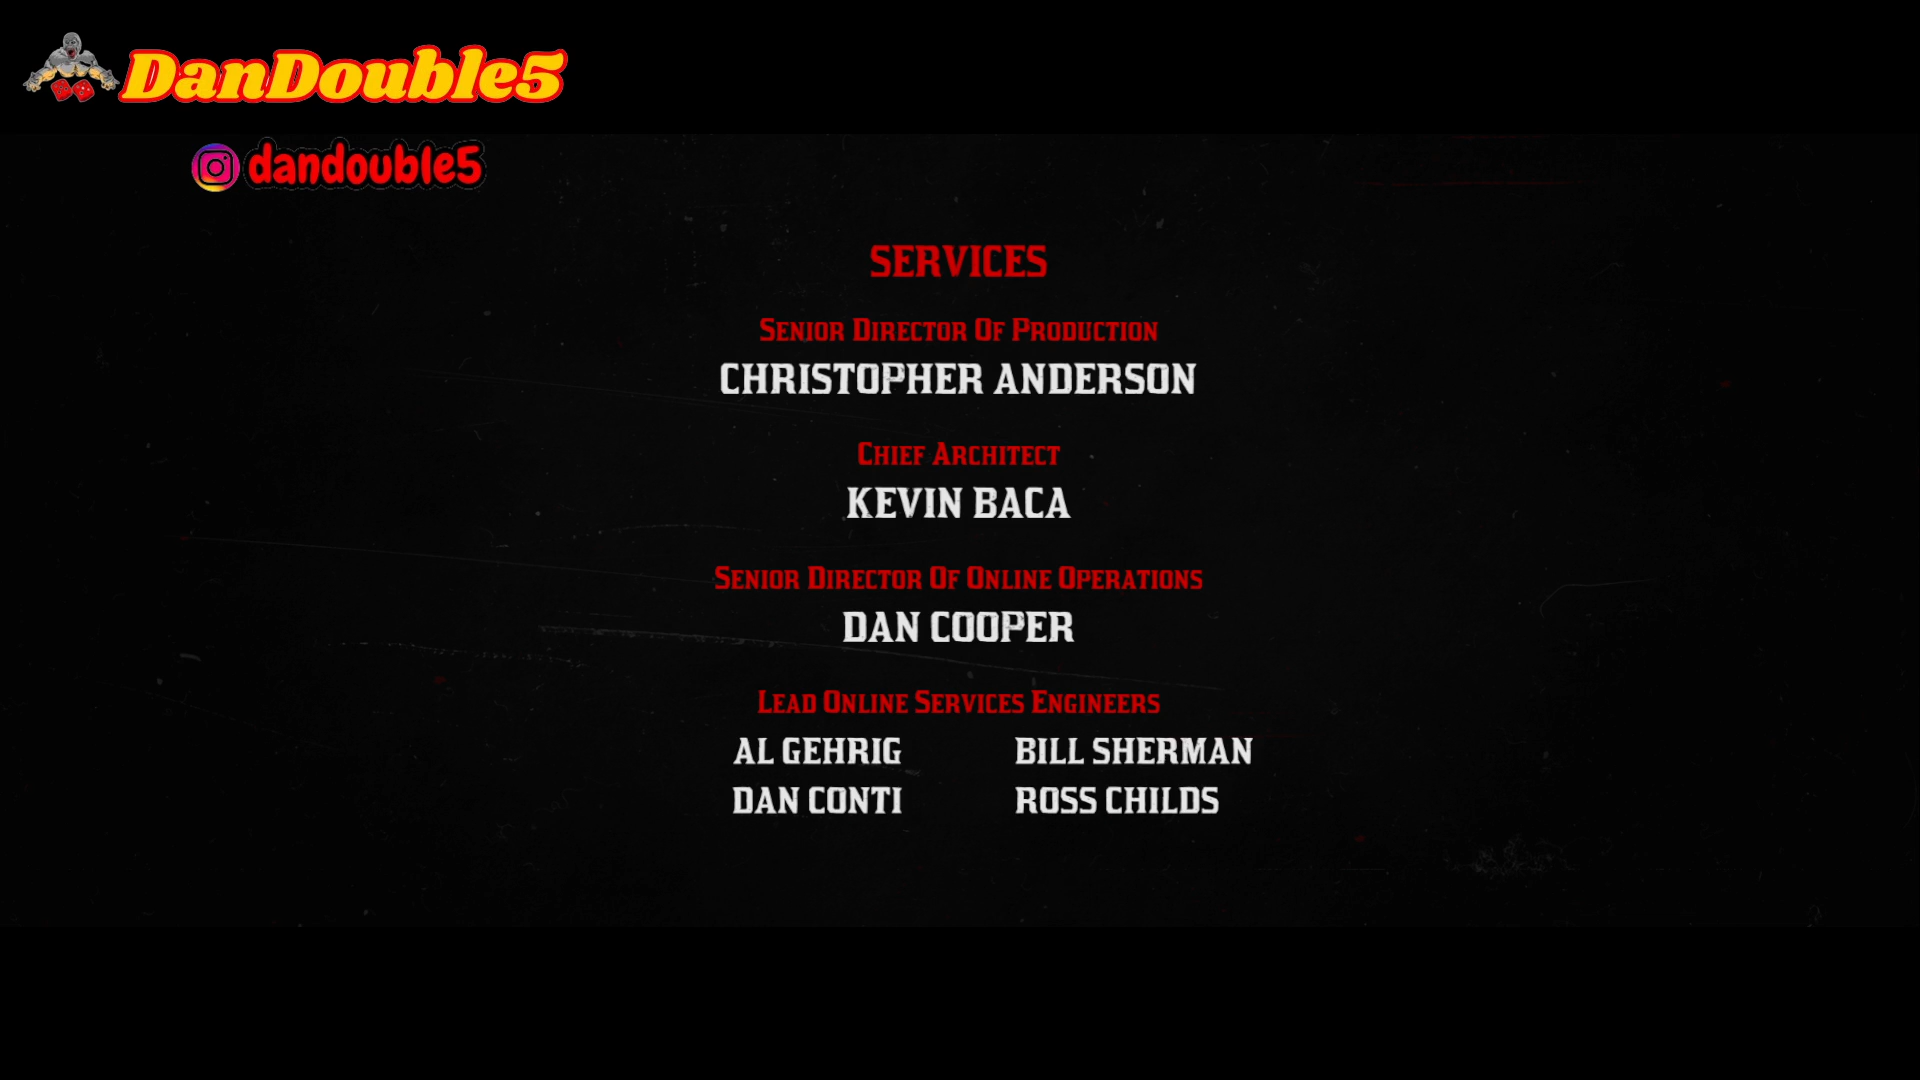 DanDouble5
dandouble5
SERVICES
SENIOR DIRECTOR OF PRODUCTION
CHRISTOPHER ANDERSON
CHIEF ARCHITECT
KEVIN BACA
SENIOR DIRECTOR OF ONLINE OPERATIONS
DAN COOPER
LEAD ONLINE SERVICES ENGINEERS
AL GEHRIG BILL SHERMAN
DAN CONTI ROSS CHILDS